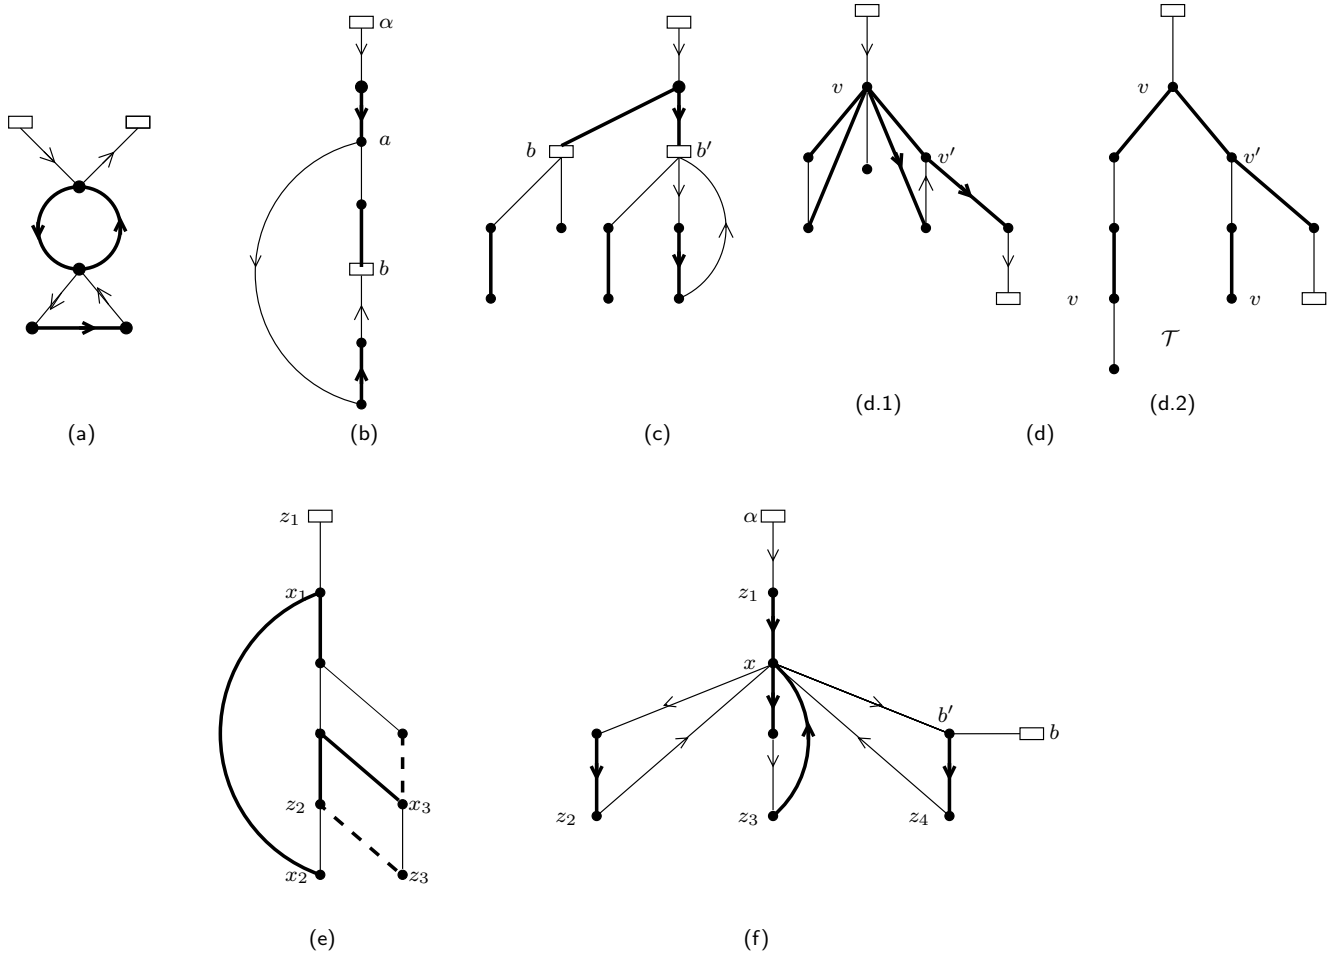 α
a
b
(a)
(b)
b
b′
(c)
v
v′
(d.1)
v
v′
v
v
𝒯
(d.2)
(d)
z₁
x₁
z₂
x₃
x₂
z₃
(e)
α
z₁
x
b′
b
z₂
z₃
z₄
(f)